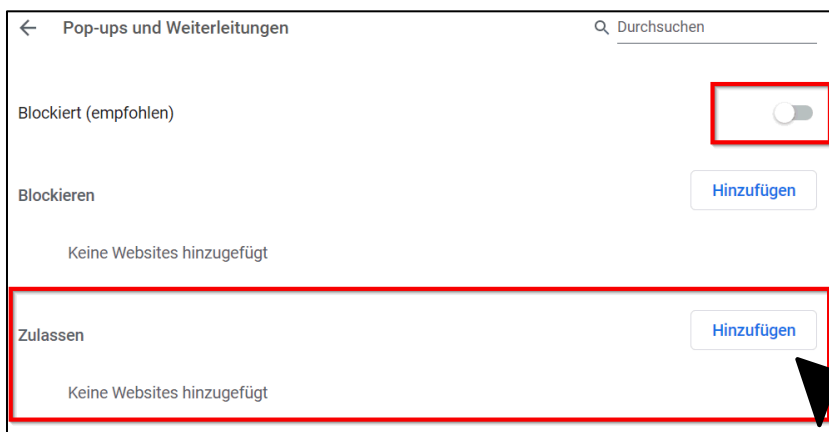 Pop-ups und Weiterleitungen
Durchsuchen
Blockiert (empfohlen)
Blockieren
Hinzufügen
Keine Websites hinzugefügt
Zulassen
Hinzufügen
Keine Websites hinzugefügt